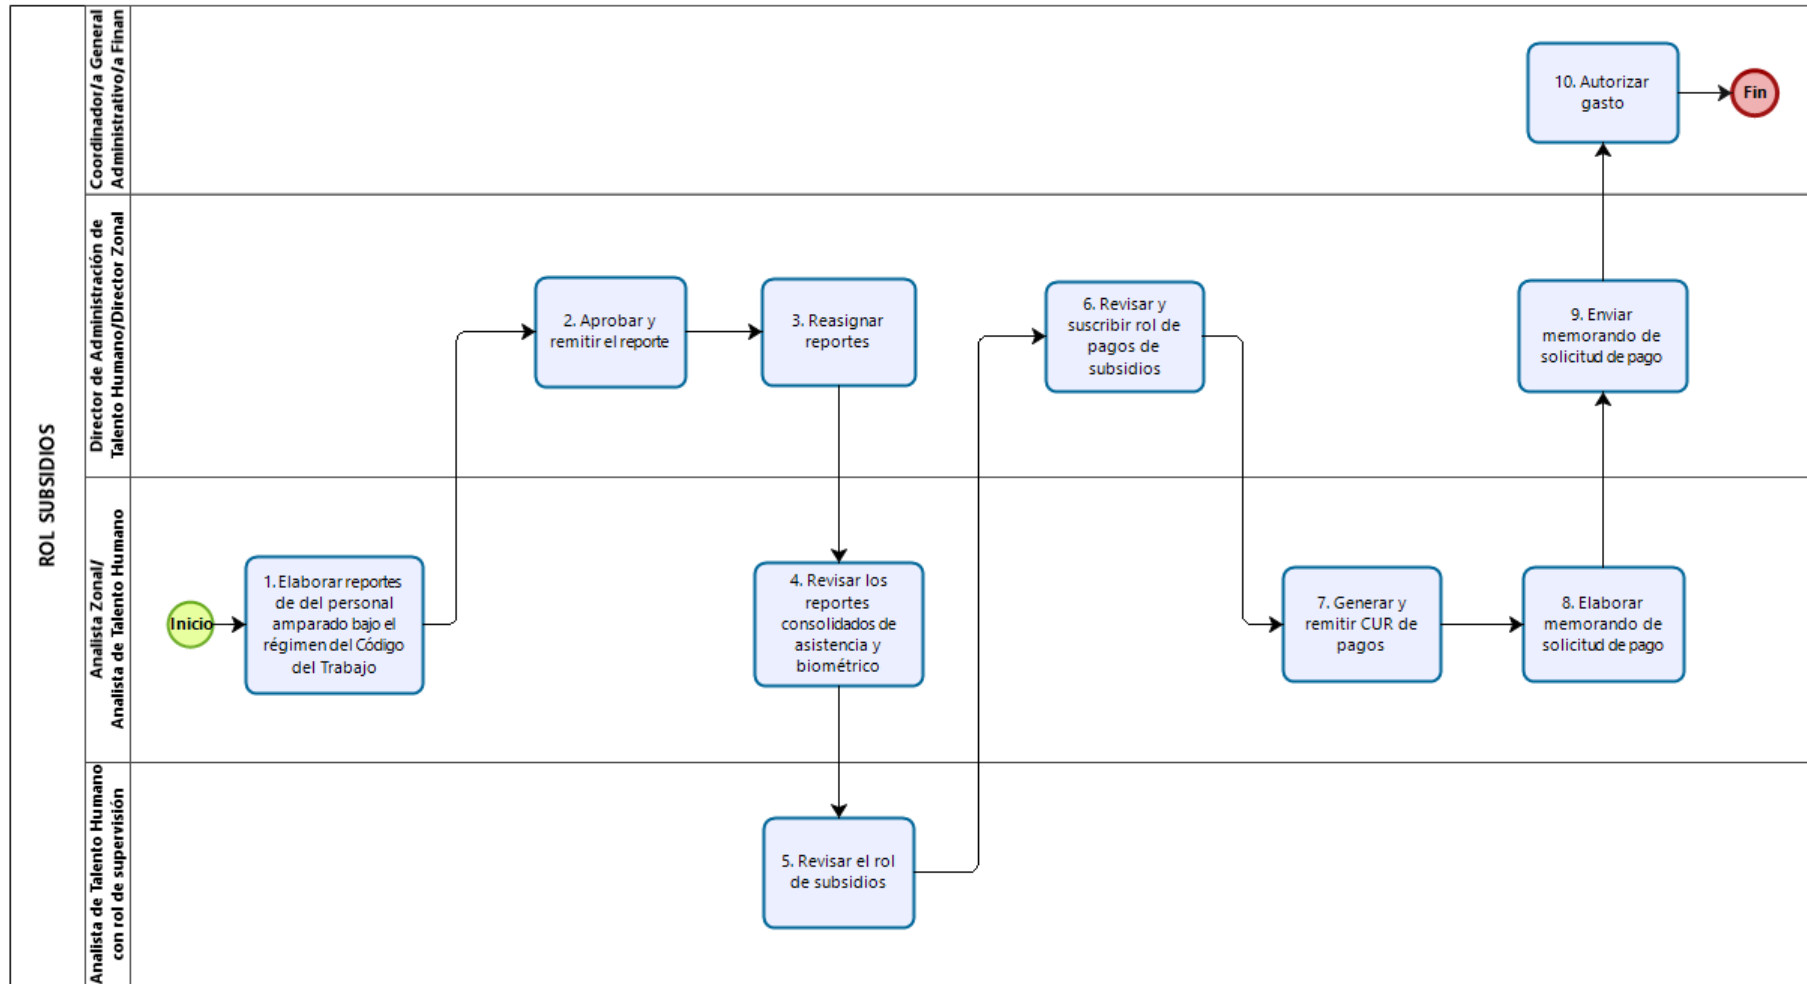 ROL SUBSIDIOS
Coordinador/a General
Administrativo/a Finan
10. Autorizar
gasto
Fin
Director de Administración de
Talento Humano/Director Zonal
2. Aprobar y
remitir el reporte
3. Reasignar
reportes
6. Revisar y
suscribir rol de
pagos de
subsidios
9. Enviar
memorando de
solicitud de pago
Analista Zonal/
Analista de Talento Humano
Inicio
1. Elaborar reportes
de del personal
amparado bajo el
régimen del Código
del Trabajo
4. Revisar los
reportes
consolidados de
asistencia y
biométrico
7. Generar y
remitir CUR de
pagos
8. Elaborar
memorando de
solicitud de pago
Analista de Talento Humano
con rol de supervisión
5. Revisar el rol
de subsidios